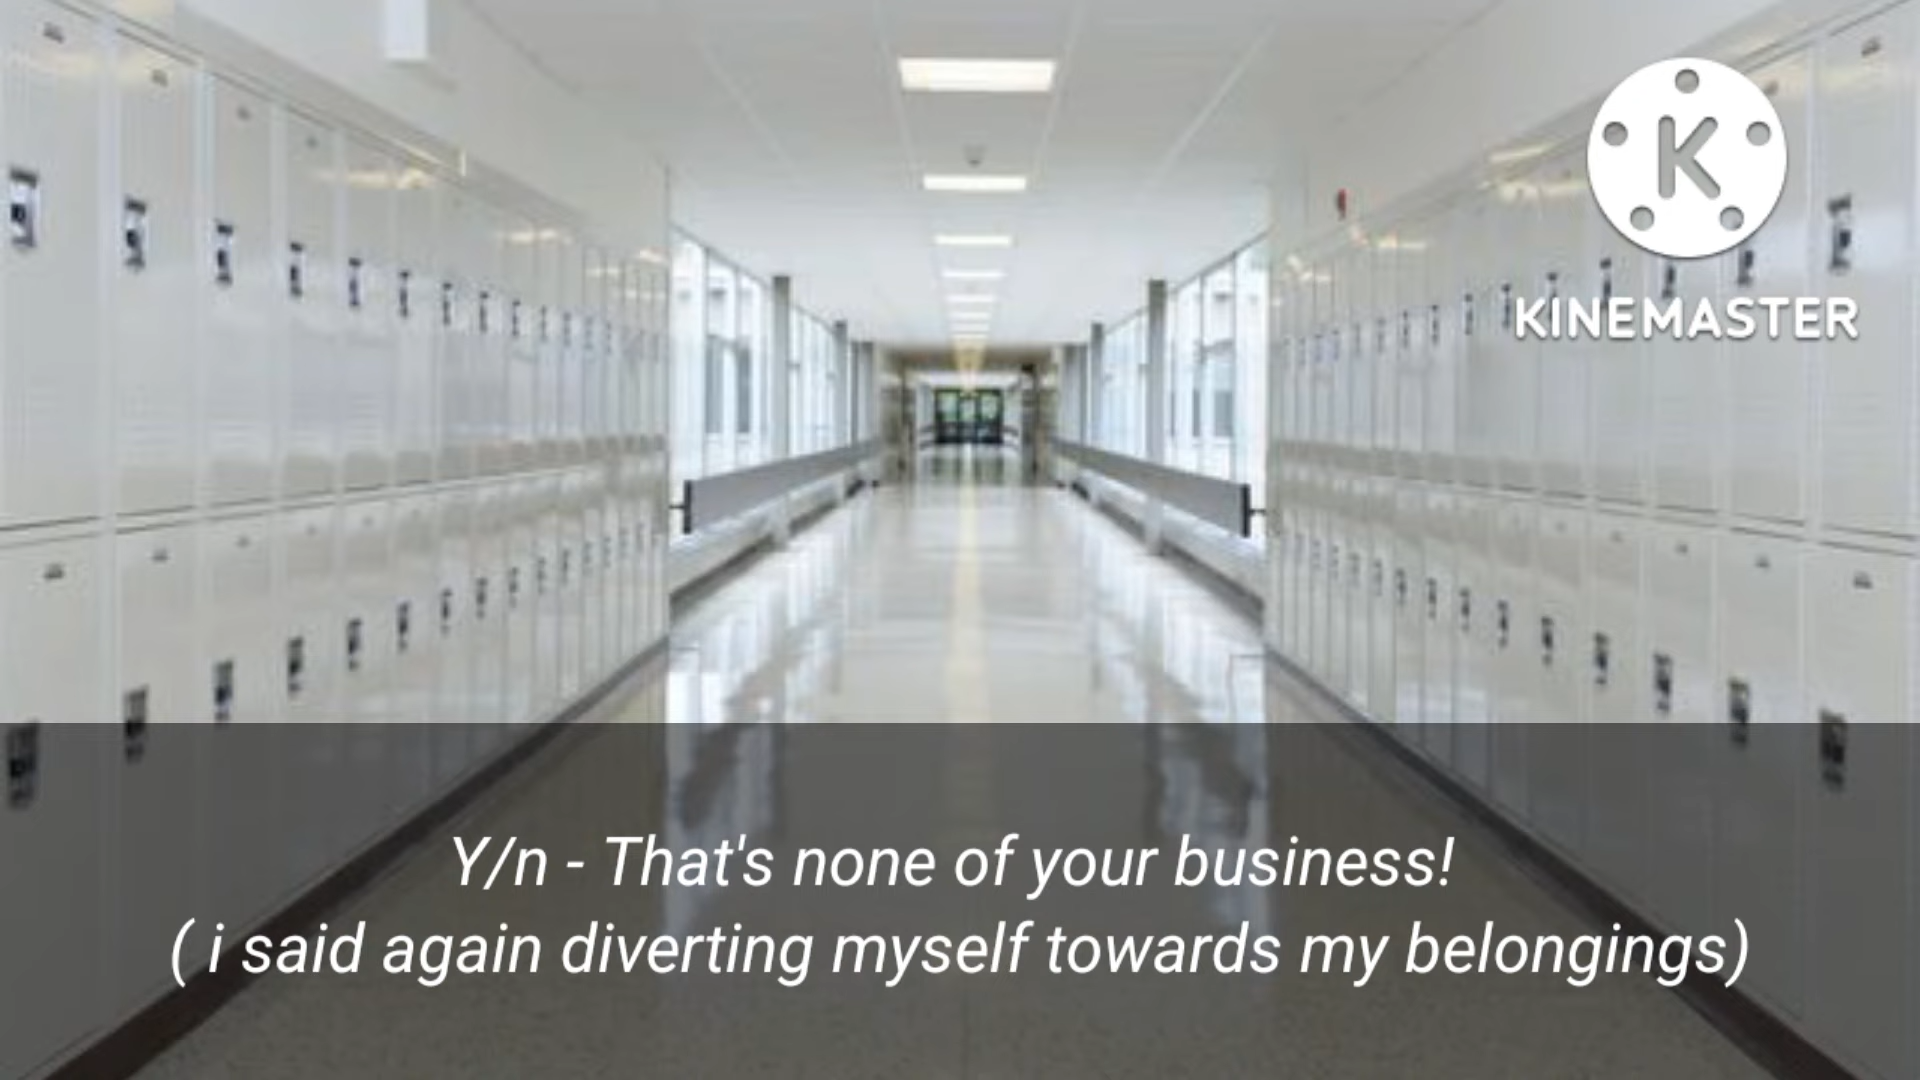 K
KINEMASTER
Y/n - That's none of your business!
( i said again diverting myself towards my belongings)